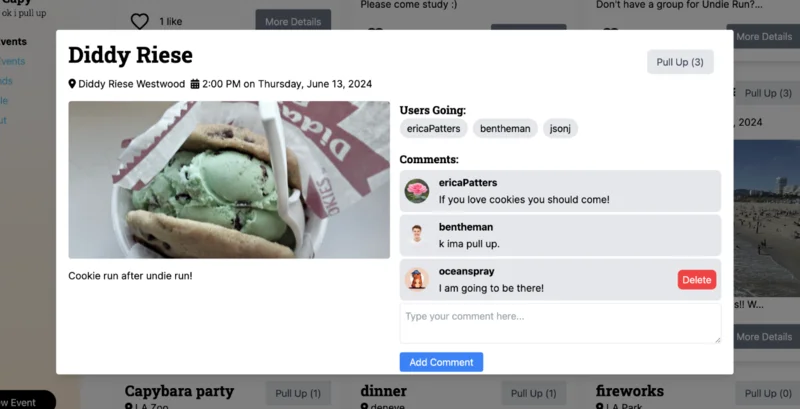 Capy
ok i pull up
1 like
More Details
Please come study :)
Don't have a group for Undie Run?...
More Details
vents
Events
Pull Up (3)
, 2024
Diddy Riese
Pull Up (3)
Diddy Riese Westwood 2:00 PM on Thursday, June 13, 2024
Users Going:
ericaPatters bentheman jsonj
Comments:
ericaPatters
If you love cookies you should come!
bentheman
k ima pull up.
oceanspray
I am going to be there!
Delete
Type your comment here...
Add Comment
Cookie run after undie run!
s!! W...
More Details
w Event
Capybara party
Pull Up (1)
LA Zoo
dinner
Pull Up (1)
deneve
fireworks
Pull Up (0)
LA Park